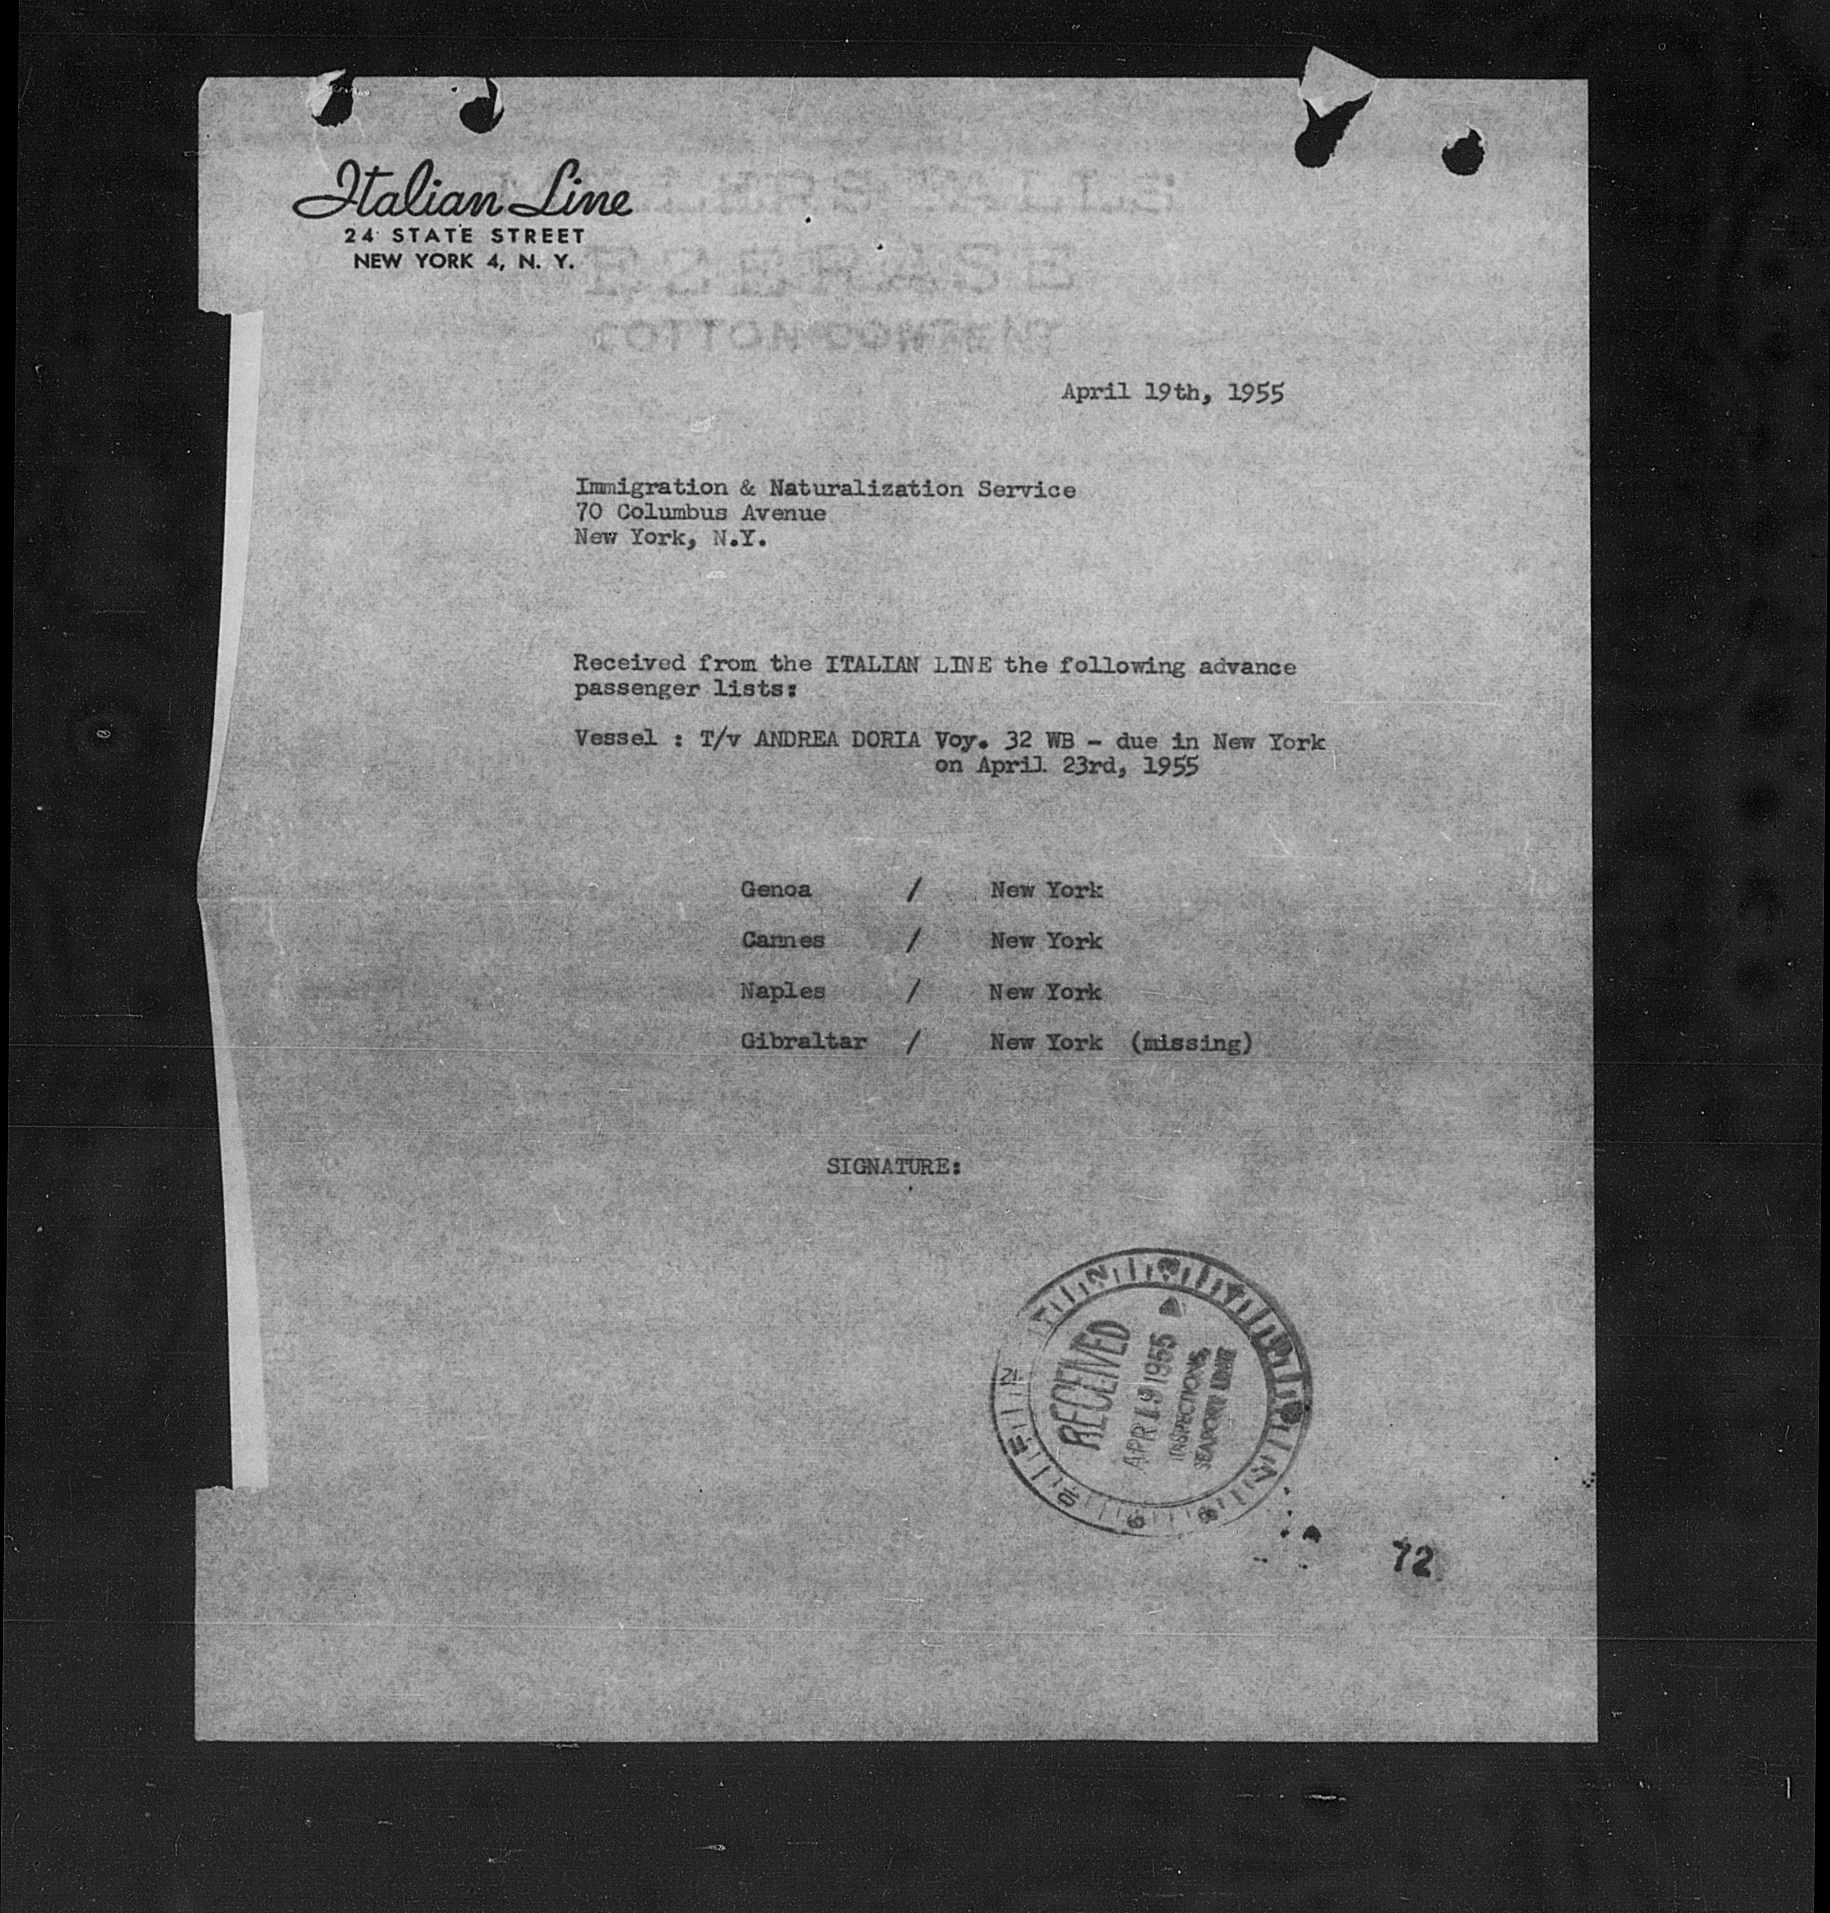 Italian Line
24 STATE STREET
NEW YORK 4, N. Y.
April 19th, 1955
Immigration & Naturalization Service
70 Columbus Avenue
New York, N.Y.
Received from the ITALIAN LINE the following advance
passenger lists:
Vessel : T/v ANDREA DORIA Voy. 32 WB - due in New York
on April 23rd, 1955
Genoa / New York
Cannes / New York
Naples / New York
Gibraltar / New York (missing)
SIGNATURE:
RECEIVED
APR 19 1955
INSPECTIONS,
SEAPORT
72